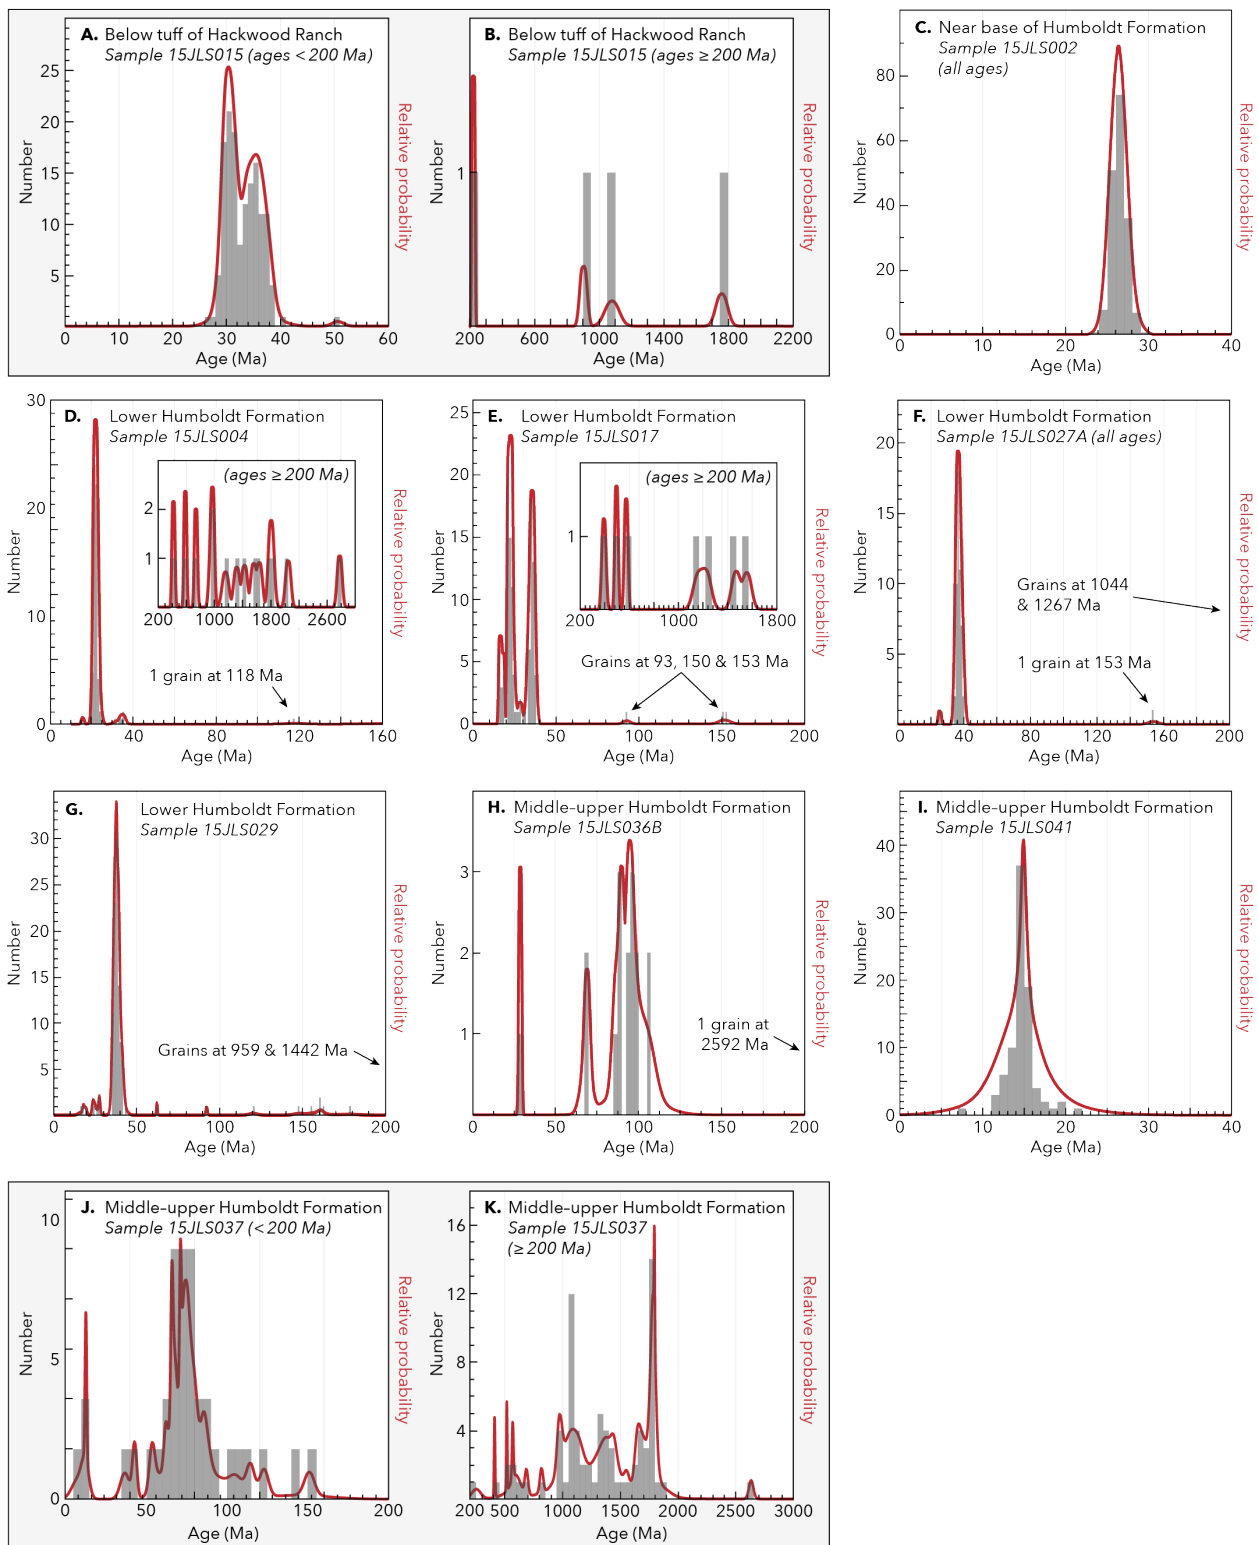 A. Below tuff of Hackwood Ranch
Sample 15JLS015 (ages < 200 Ma)
25
20
15
10
5
Number
Relative probability
0 10 20 30 40 50 60
Age (Ma)
B. Below tuff of Hackwood Ranch
Sample 15JLS015 (ages ≥ 200 Ma)
1
Number
Relative probability
200 600 1000 1400 1800 2200
Age (Ma)
C. Near base of Humboldt Formation
Sample 15JLS002
(all ages)
80
60
40
20
0
Number
Relative probability
0 10 20 30 40
Age (Ma)
D. Lower Humboldt Formation
Sample 15JLS004
30
20
10
0
Number
Relative probability
(ages ≥ 200 Ma)
2
1
200 1000 1800 2600
1 grain at 118 Ma
0 40 80 120 160
Age (Ma)
E. Lower Humboldt Formation
Sample 15JLS017
25
20
15
10
5
0
Number
Relative probability
(ages ≥ 200 Ma)
1
200 1000 1800
Grains at 93, 150 & 153 Ma
0 50 100 150 200
Age (Ma)
F. Lower Humboldt Formation
Sample 15JLS027A (all ages)
20
15
10
5
Number
Relative probability
Grains at 1044
& 1267 Ma
1 grain at 153 Ma
0 40 80 120 160 200
Age (Ma)
G. Lower Humboldt Formation
Sample 15JLS029
30
25
20
15
10
5
Number
Relative probability
Grains at 959 & 1442 Ma
0 50 100 150 200
Age (Ma)
H. Middle–upper Humboldt Formation
Sample 15JLS036B
3
2
1
Number
Relative probability
1 grain at
2592 Ma
0 50 100 150 200
Age (Ma)
I. Middle–upper Humboldt Formation
Sample 15JLS041
40
30
20
10
0
Number
Relative probability
0 10 20 30 40
Age (Ma)
J. Middle–upper Humboldt Formation
Sample 15JLS037 (< 200 Ma)
10
5
0
Number
Relative probability
0 50 100 150 200
Age (Ma)
K. Middle–upper Humboldt Formation
Sample 15JLS037
(≥ 200 Ma)
16
12
8
4
Number
Relative probability
200 500 1000 1500 2000 2500 3000
Age (Ma)